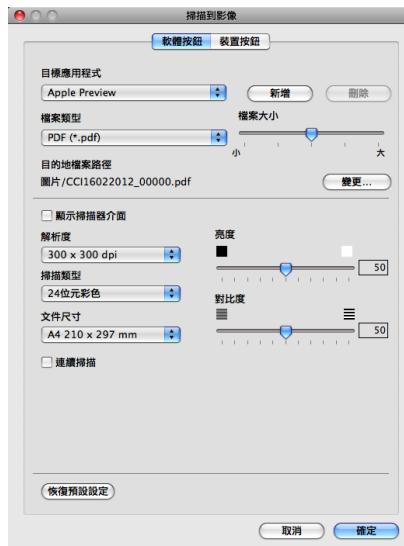 掃描到影像
軟體按鈕 裝置按鈕
目標應用程式
Apple Preview 新增 刪除
檔案類型 檔案大小
PDF (*.pdf)
小 大
目的地檔案路徑
圖片/CCI16022012_00000.pdf 變更...
顯示掃描器介面
解析度 亮度
300 x 300 dpi
50
掃描類型
24位元彩色
對比度
文件尺寸
A4 210 x 297 mm 50
連續掃描
恢復預設設定
取消 確定